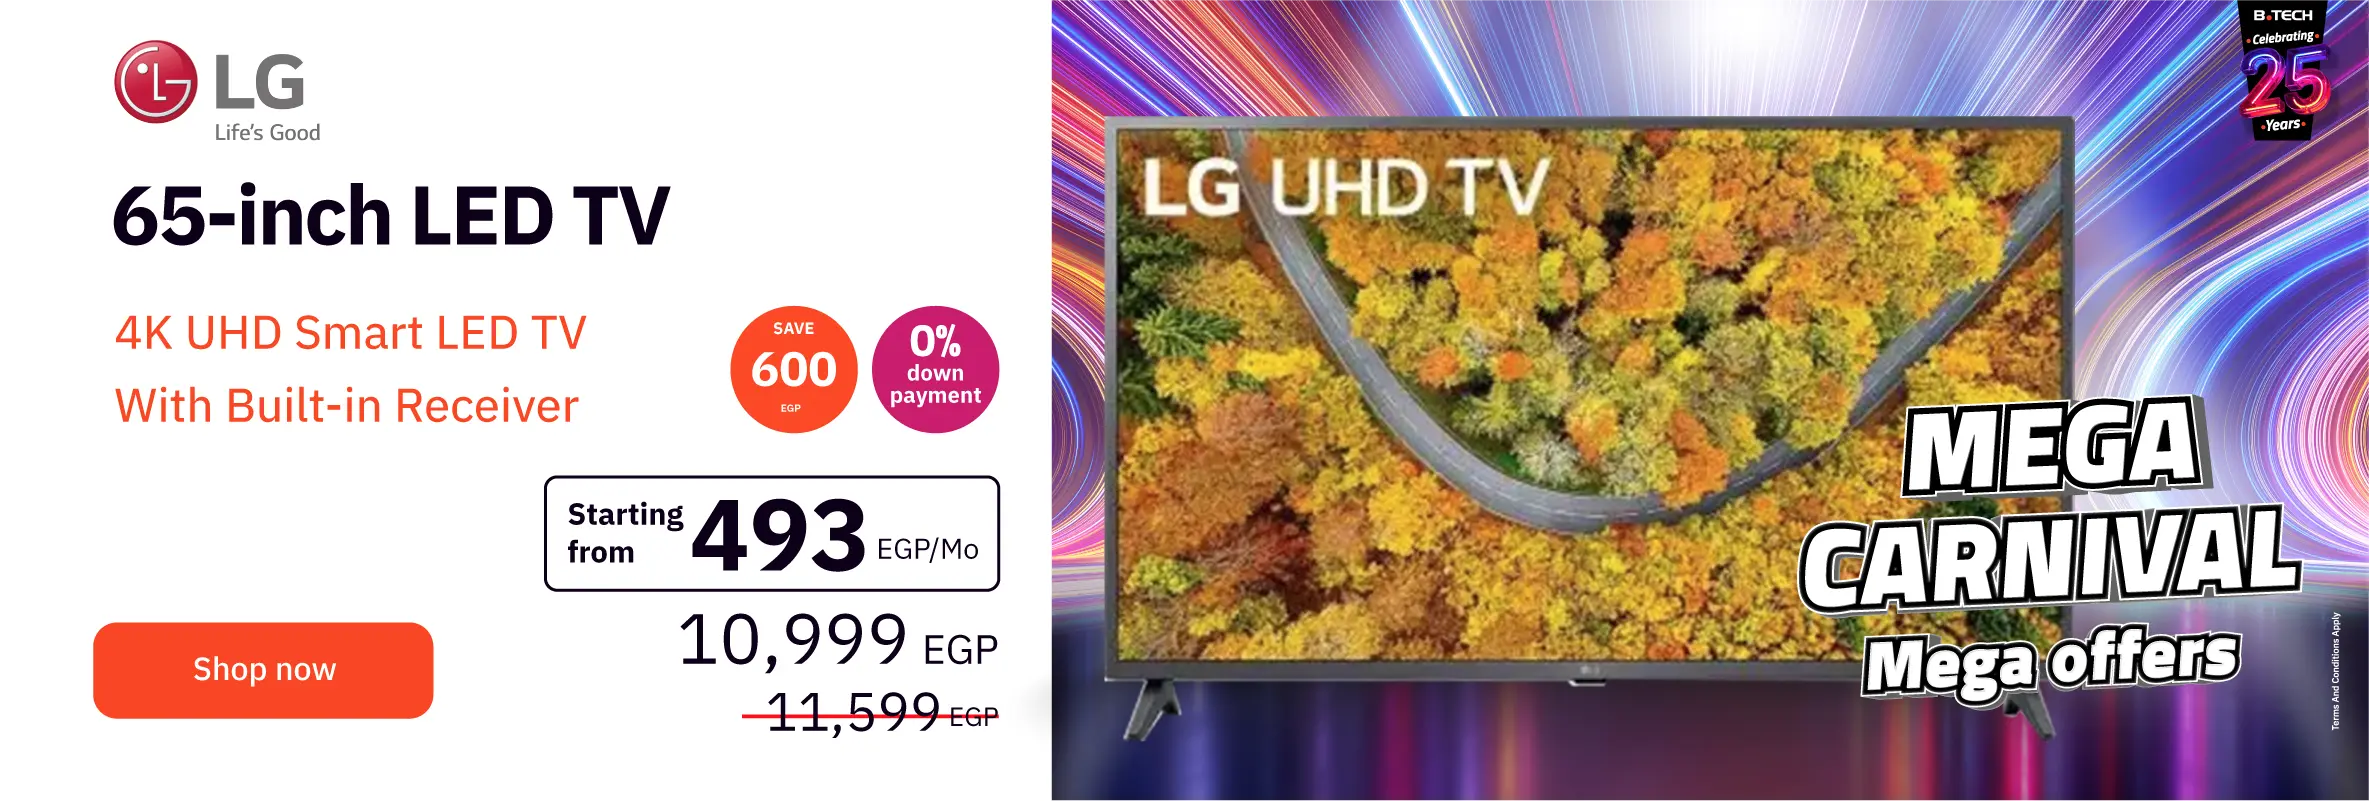 LG
Life's Good
65-inch LED TV
4K UHD Smart LED TV
With Built-in Receiver
SAVE
600
EGP
0%
down
payment
Starting
from
493 EGP/Mo
10,999 EGP
11,599 EGP
Shop now
LG UHD TV
B.TECH
Celebrating
25
Years
MEGA
CARNIVAL
Mega offers
Terms And Conditions Apply